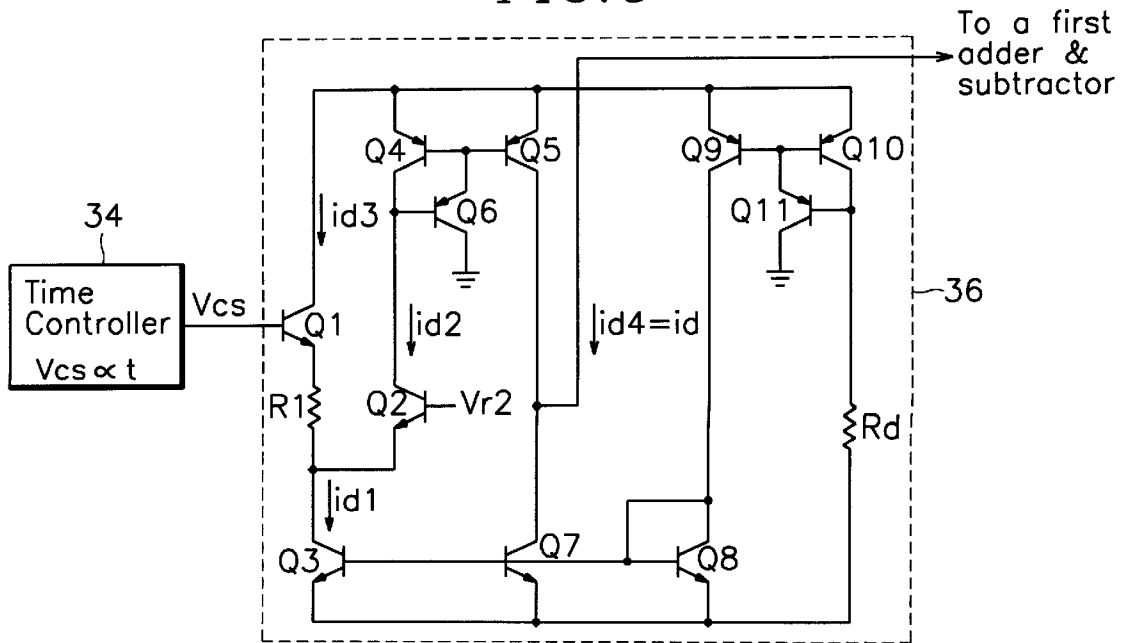 To a first
adder &
subtractor
Q4
Q5
Q9
Q10
Q6
Q11
id3
34
Time
Controller
Vcs ∝ t
Vcs
Q1
id2
id4=id
36
R1
Q2
Vr2
Rd
id1
Q3
Q7
Q8